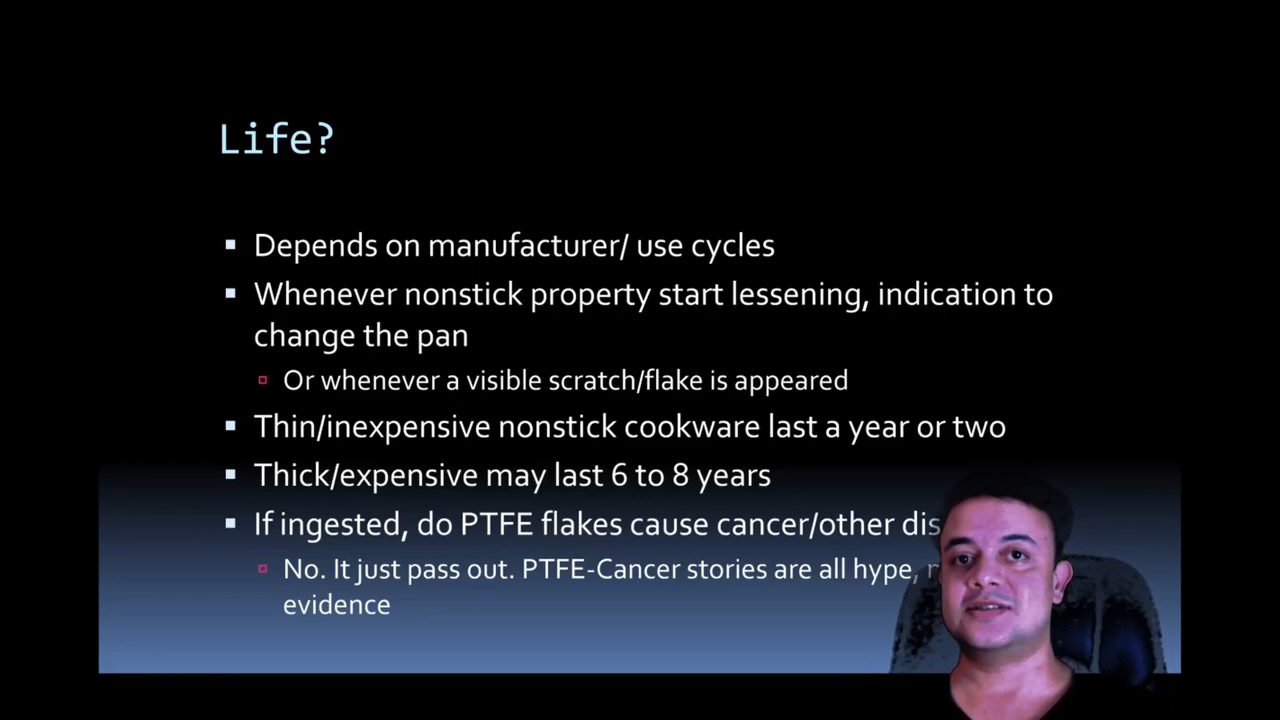 Life?
Depends on manufacturer/ use cycles
Whenever nonstick property start lessening, indication to
change the pan
Or whenever a visible scratch/flake is appeared
Thin/inexpensive nonstick cookware last a year or two
Thick/expensive may last 6 to 8 years
If ingested, do PTFE flakes cause cancer/other
No. It just pass out. PTFE-Cancer stories are all hype,
evidence